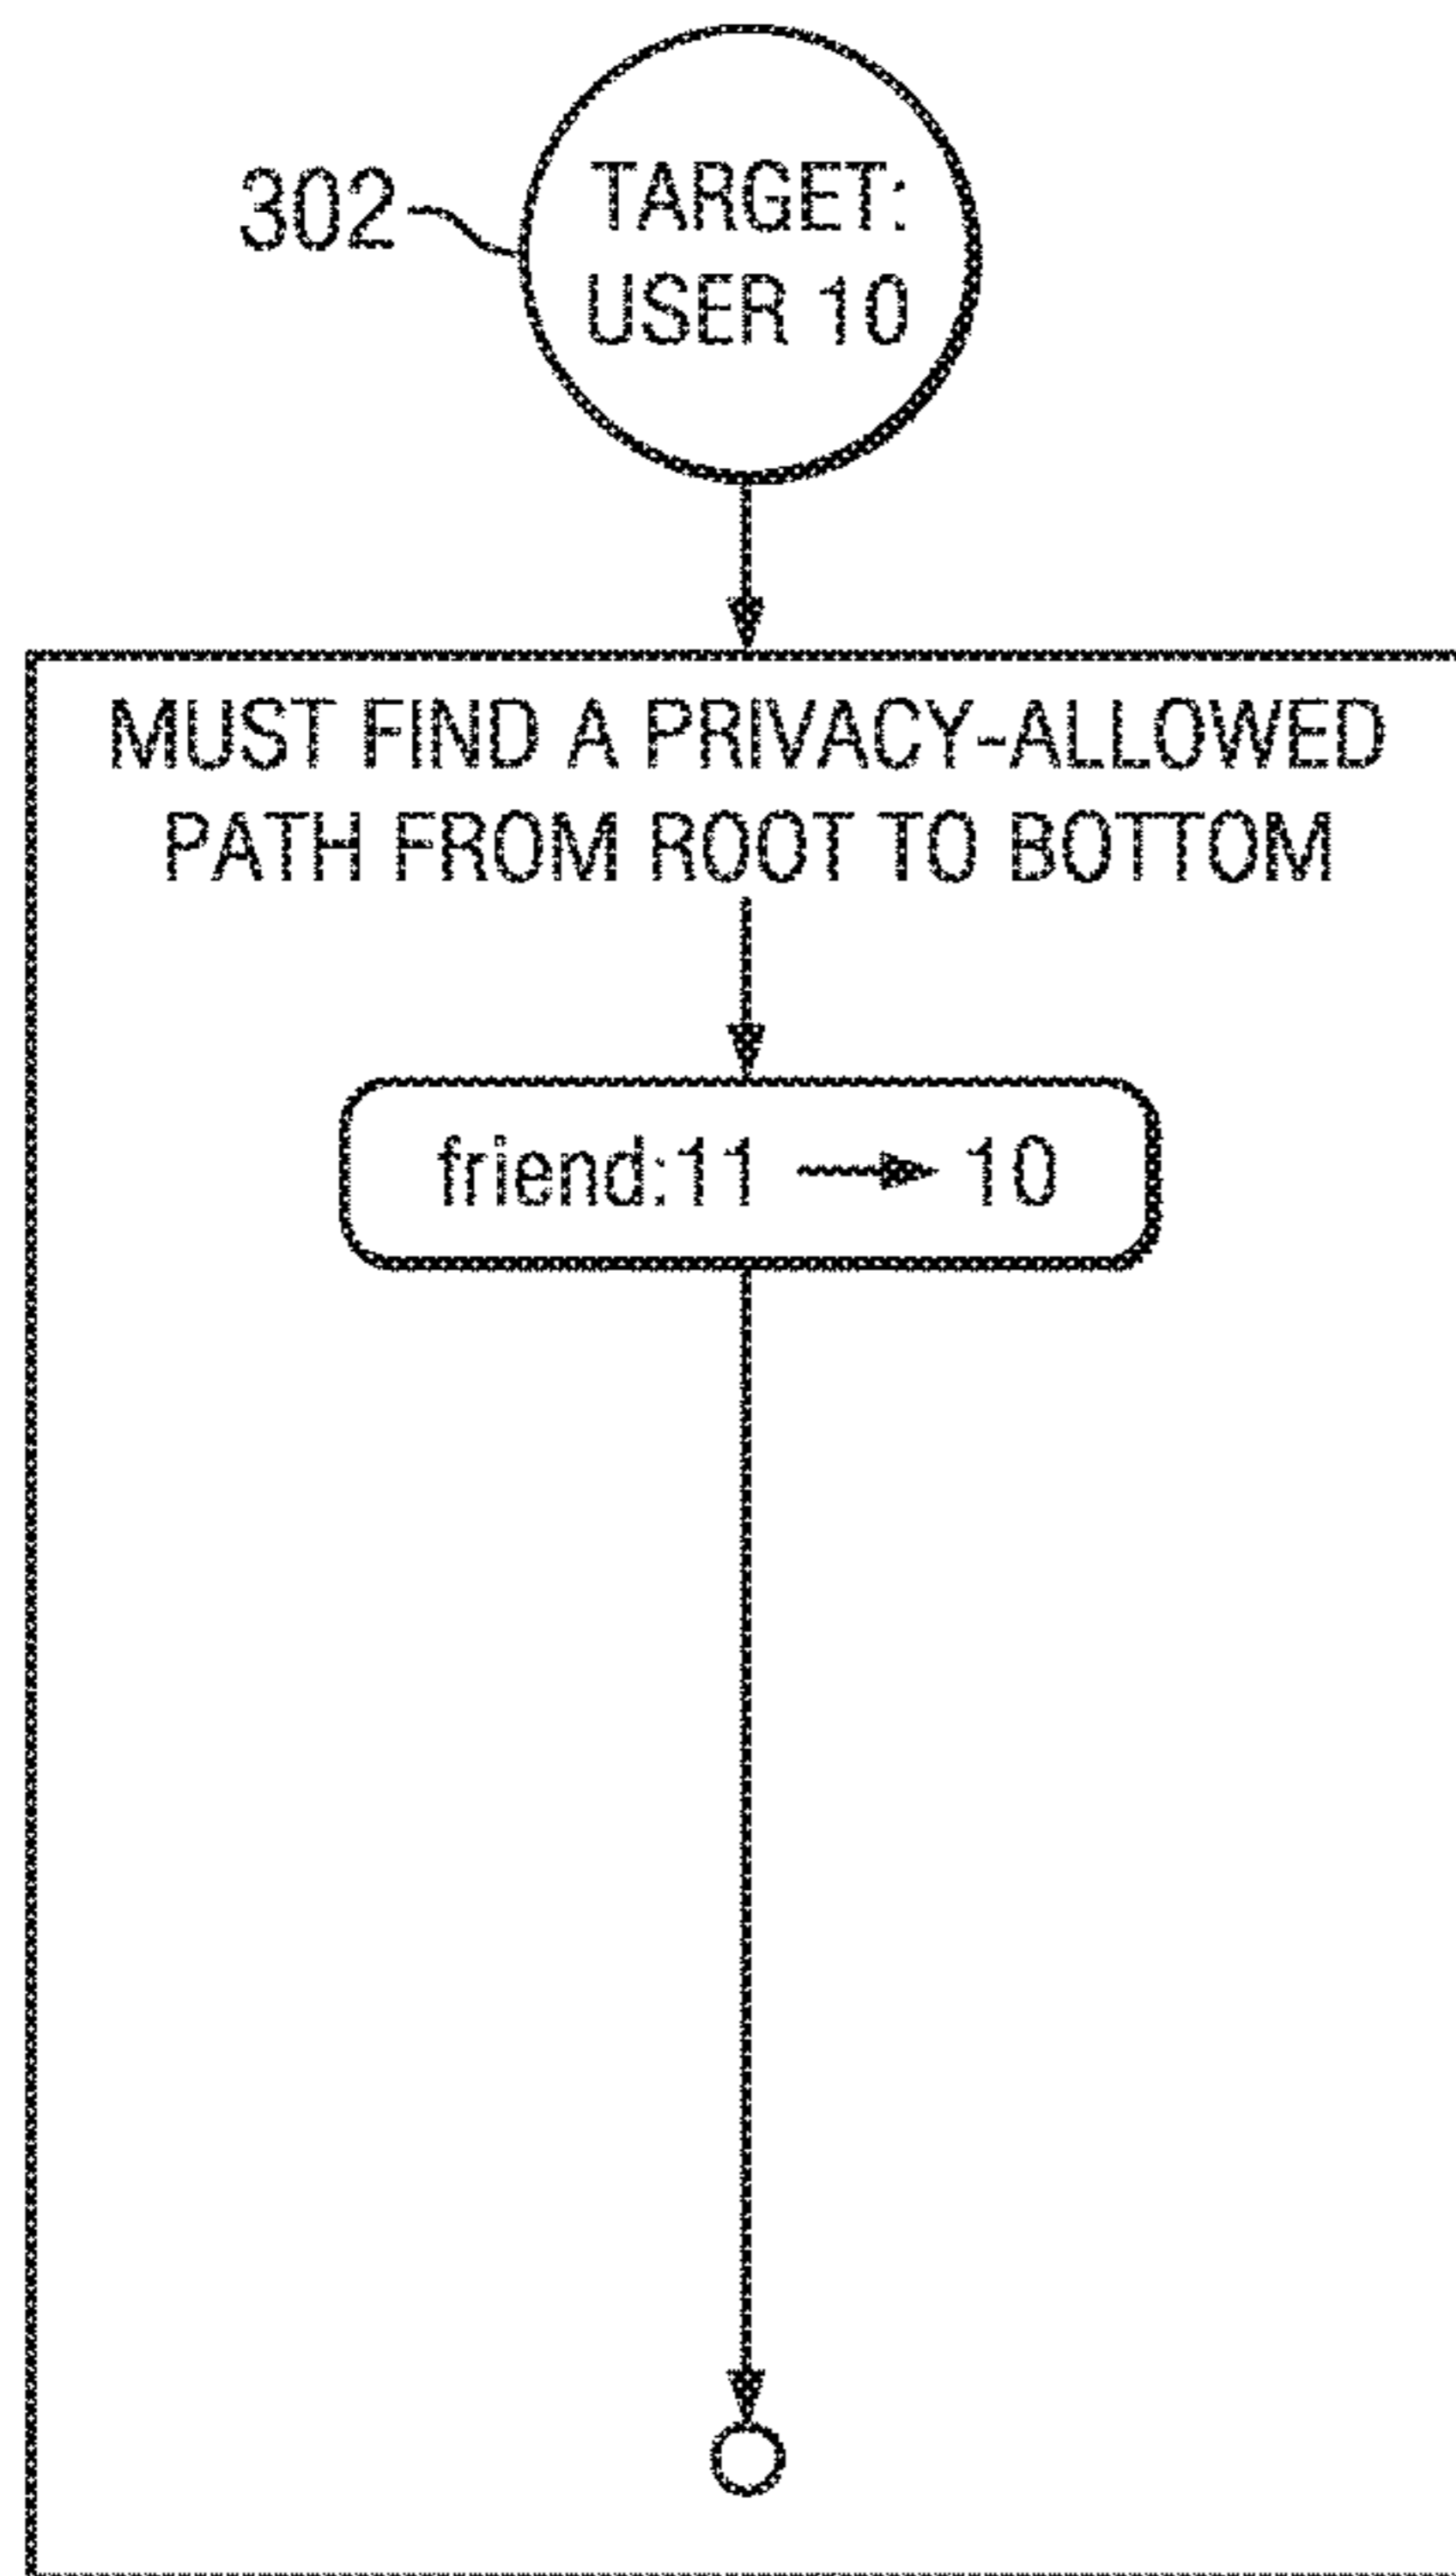 302
TARGET:
USER 10
MUST FIND A PRIVACY-ALLOWED
PATH FROM ROOT TO BOTTOM
friend:11 → 10